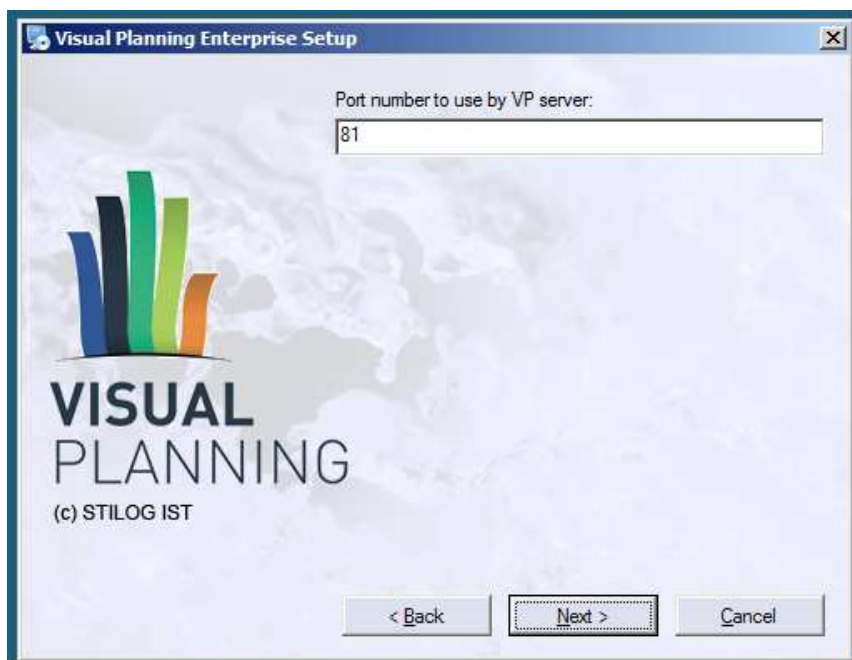 Visual Planning Enterprise Setup
Port number to use by VP server:
81
VISUAL
PLANNING
(c) STILOG IST
< Back
Next >
Cancel